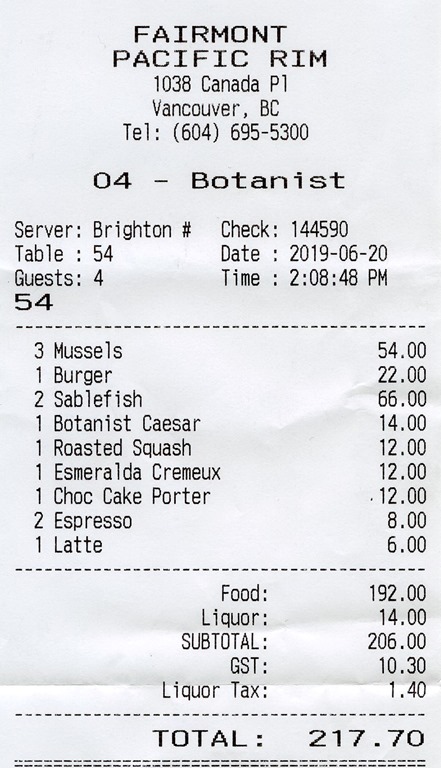 FAIRMONT
PACIFIC RIM
1038 Canada Pl
Vancouver, BC
Tel: (604) 695-5300
04 - Botanist
Server: Brighton # Check: 144590
Table : 54 Date : 2019-06-20
Guests: 4 Time : 2:08:48 PM
54
3 Mussels 54.00
1 Burger 22.00
2 Sablefish 66.00
1 Botanist Caesar 14.00
1 Roasted Squash 12.00
1 Esmeralda Cremeux 12.00
1 Choc Cake Porter 12.00
2 Espresso 8.00
1 Latte 6.00
Food: 192.00
Liquor: 14.00
SUBTOTAL: 206.00
GST: 10.30
Liquor Tax: 1.40
TOTAL: 217.70